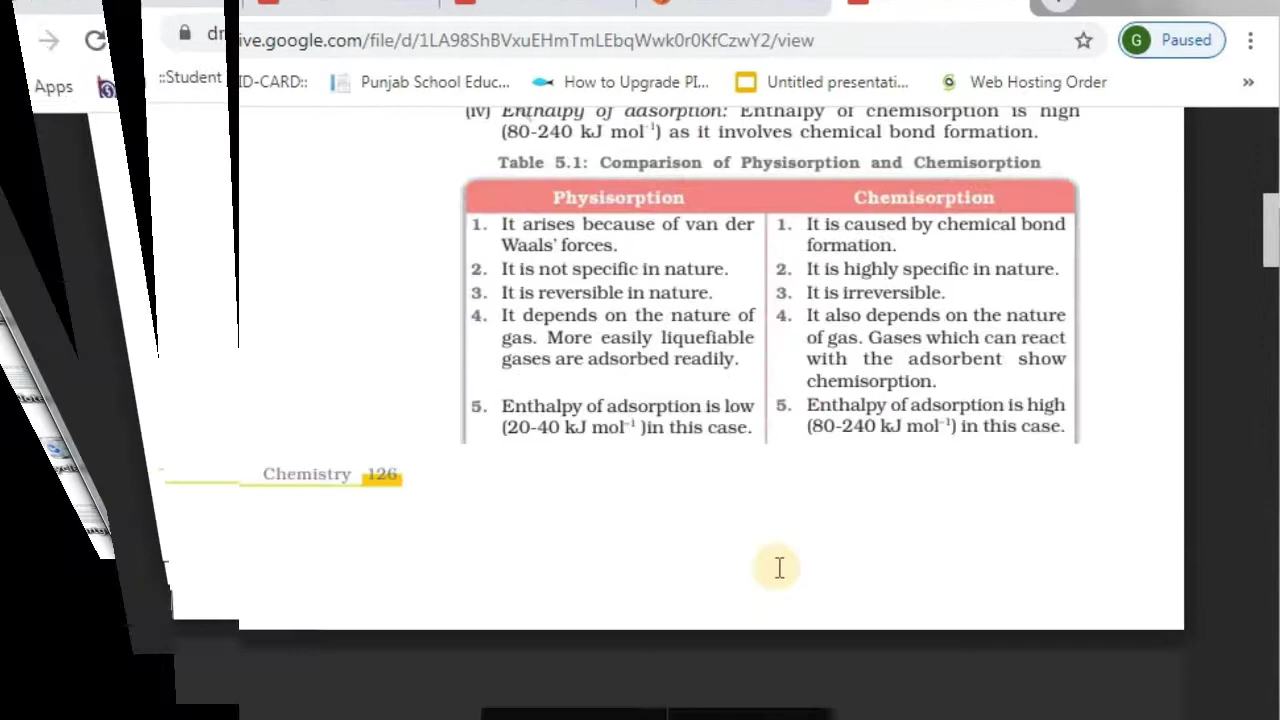 drive.google.com/file/d/1LA98ShBVxuEHmTmLEbqWwk0r0KfCzwY2/view
G Paused
Apps ::Student ID-CARD:: Punjab School Educ... How to Upgrade PI... Untitled presentati... Web Hosting Order »
(iv) Enthalpy of adsorption: Enthalpy of chemisorption is high
(80-240 kJ mol⁻¹) as it involves chemical bond formation.
Table 5.1: Comparison of Physisorption and Chemisorption
Physisorption
1. It arises because of van der
Waals' forces.
2. It is not specific in nature.
3. It is reversible in nature.
4. It depends on the nature of
gas. More easily liquefiable
gases are adsorbed readily.
5. Enthalpy of adsorption is low
(20-40 kJ mol⁻¹ )in this case.
Chemisorption
1. It is caused by chemical bond
formation.
2. It is highly specific in nature.
3. It is irreversible.
4. It also depends on the nature
of gas. Gases which can react
with the adsorbent show
chemisorption.
5. Enthalpy of adsorption is high
(80-240 kJ mol⁻¹) in this case.
Chemistry 126